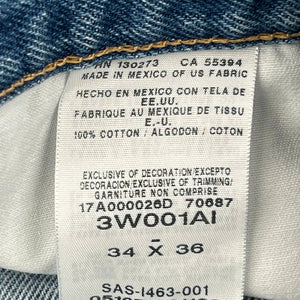 RN 130273 CA 55394
MADE IN MEXICO OF US FABRIC
HECHO EN MEXICO CON TELA DE
EE.UU.
FABRIQUE AU MEXIQUE DE TISSU
E.-U.
100% COTTON / ALGODON / COTON
EXCLUSIVE OF DECORATION/EXCEPTO
DECORACION/EXCLUSIVE OF TRIMMING/
GARNITURE NON COMPRISE
17A000026D 70687
3W001AI
34 x̄ 36
SAS-I463-001